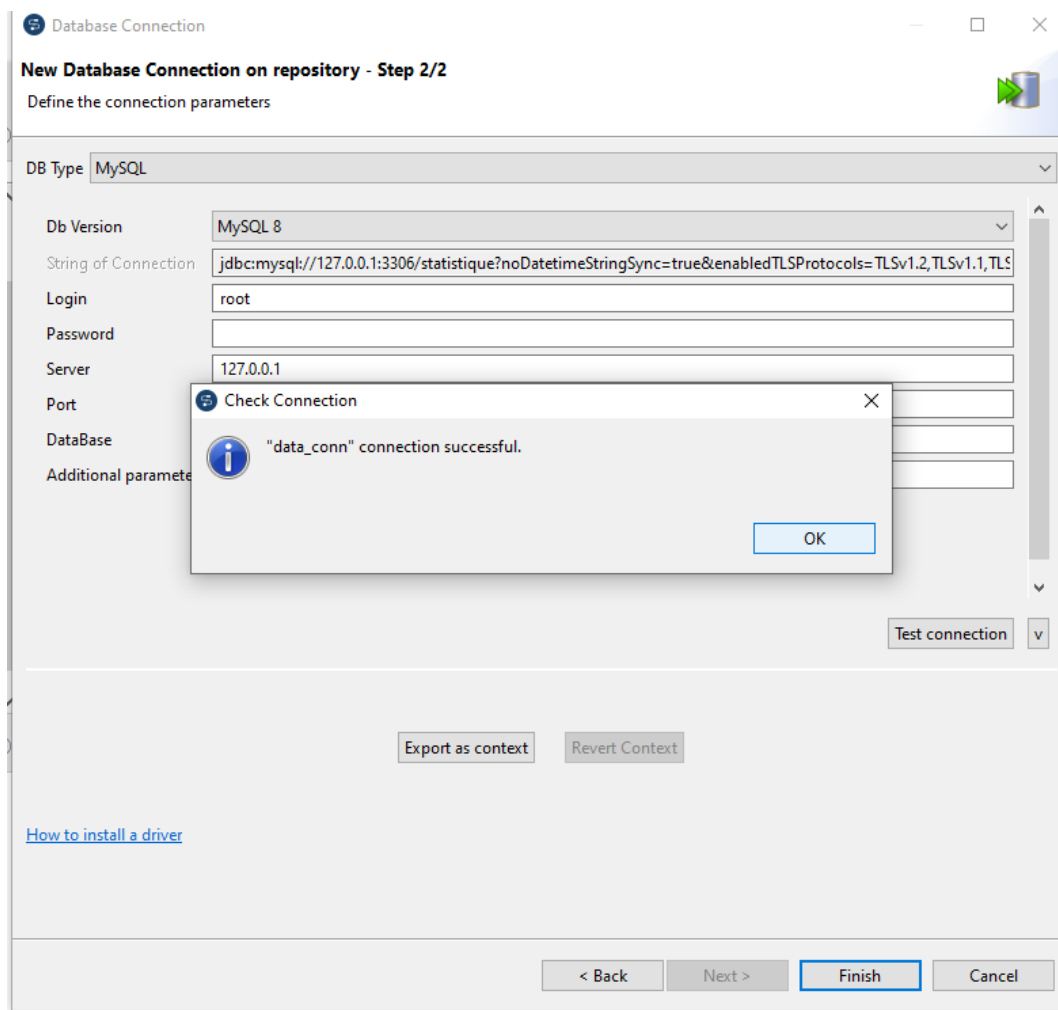 Database Connection
New Database Connection on repository - Step 2/2
Define the connection parameters
DB Type MySQL
Db Version MySQL 8
String of Connection jdbc:mysql://127.0.0.1:3306/statistique?noDatetimeStringSync=true&enabledTLSProtocols=TLSv1.2,TLSv1.1,TLS
Login root
Password
Server 127.0.0.1
Port
DataBase
Additional paramete
Check Connection
"data_conn" connection successful.
OK
Test connection v
Export as context Revert Context
How to install a driver
< Back Next > Finish Cancel